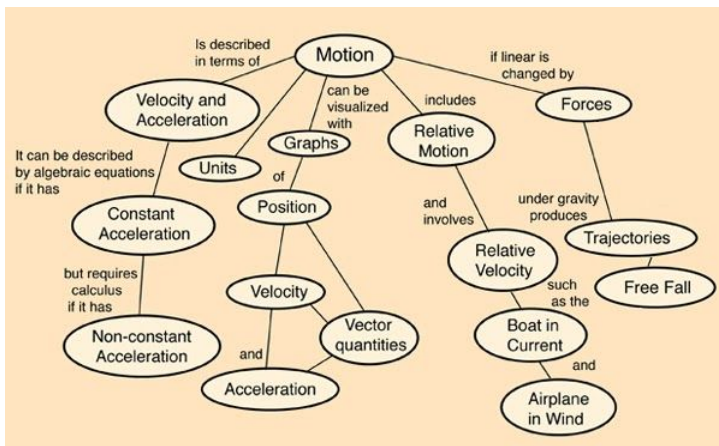 Motion
Is described
in terms of
Velocity and
Acceleration
It can be described
by algebraic equations
if it has
Constant
Acceleration
but requires
calculus
if it has
Non-constant
Acceleration
Units
can be
visualized
with
Graphs
of
Position
Velocity
and
Acceleration
Vector
quantities
includes
Relative
Motion
and
involves
Relative
Velocity
such
as the
Boat in
Current
and
Airplane
in Wind
if linear is
changed by
Forces
under gravity
produces
Trajectories
Free Fall